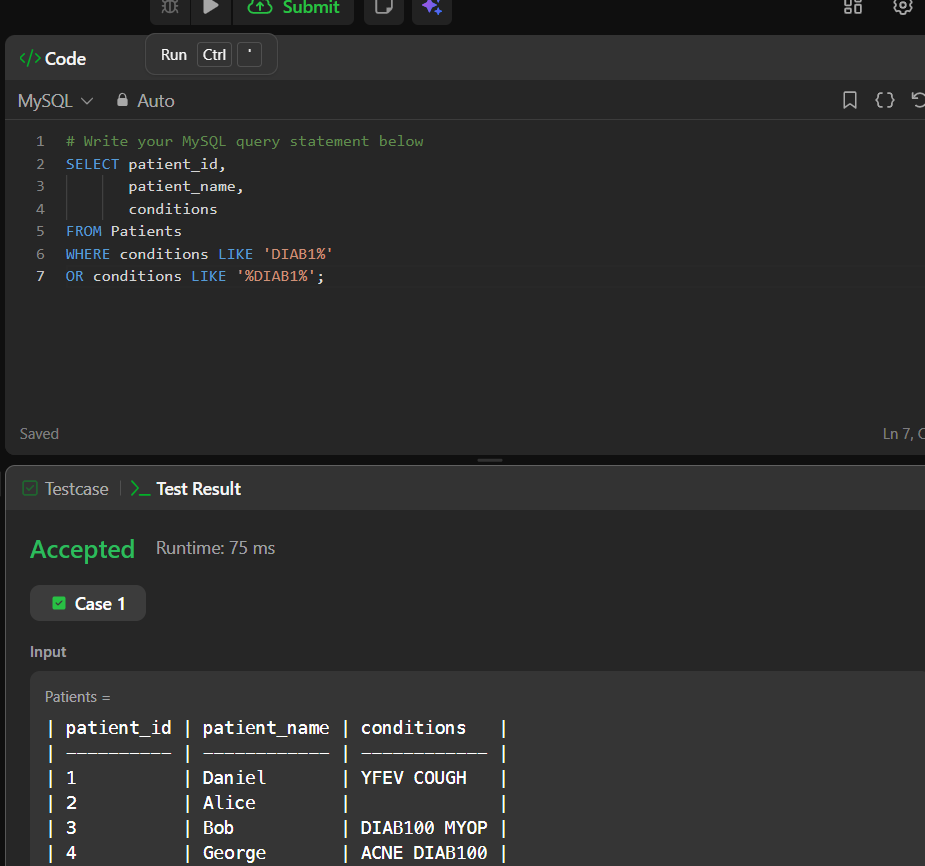 Submit
</> Code
Run Ctrl '
MySQL Auto
1 # Write your MySQL query statement below
2 SELECT patient_id,
3 patient_name,
4 conditions
5 FROM Patients
6 WHERE conditions LIKE 'DIAB1%'
7 OR conditions LIKE '%DIAB1%';
Saved
Ln 7,
Testcase | >_ Test Result
Accepted Runtime: 75 ms
Case 1
Input
Patients =
| patient_id | patient_name | conditions |
| ---------- | ------------ | ------------ |
| 1 | Daniel | YFEV COUGH |
| 2 | Alice | |
| 3 | Bob | DIAB100 MYOP |
| 4 | George | ACNE DIAB100 |